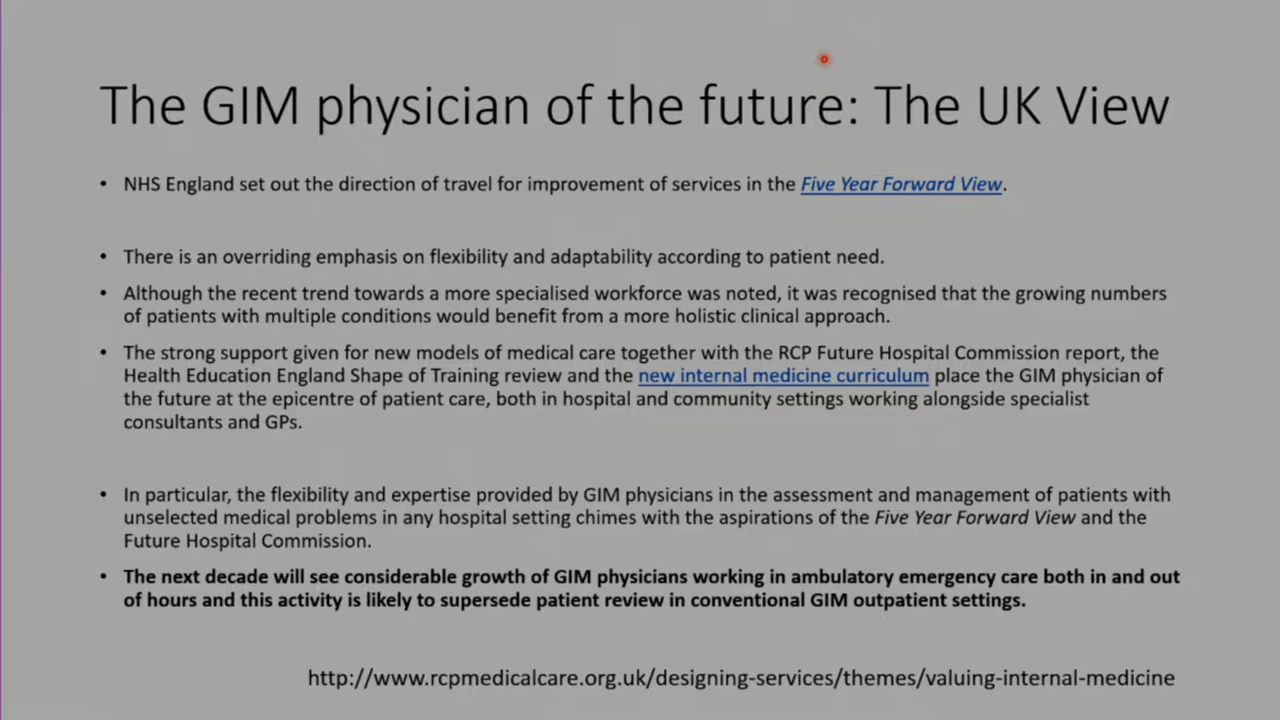 The GIM physician of the future: The UK View
• NHS England set out the direction of travel for improvement of services in the Five Year Forward View.
• There is an overriding emphasis on flexibility and adaptability according to patient need.
• Although the recent trend towards a more specialised workforce was noted, it was recognised that the growing numbers
of patients with multiple conditions would benefit from a more holistic clinical approach.
• The strong support given for new models of medical care together with the RCP Future Hospital Commission report, the
Health Education England Shape of Training review and the new internal medicine curriculum place the GIM physician of
the future at the epicentre of patient care, both in hospital and community settings working alongside specialist
consultants and GPs.
• In particular, the flexibility and expertise provided by GIM physicians in the assessment and management of patients with
unselected medical problems in any hospital setting chimes with the aspirations of the Five Year Forward View and the
Future Hospital Commission.
• The next decade will see considerable growth of GIM physicians working in ambulatory emergency care both in and out
of hours and this activity is likely to supersede patient review in conventional GIM outpatient settings.
http://www.rcpmedicalcare.org.uk/designing-services/themes/valuing-internal-medicine